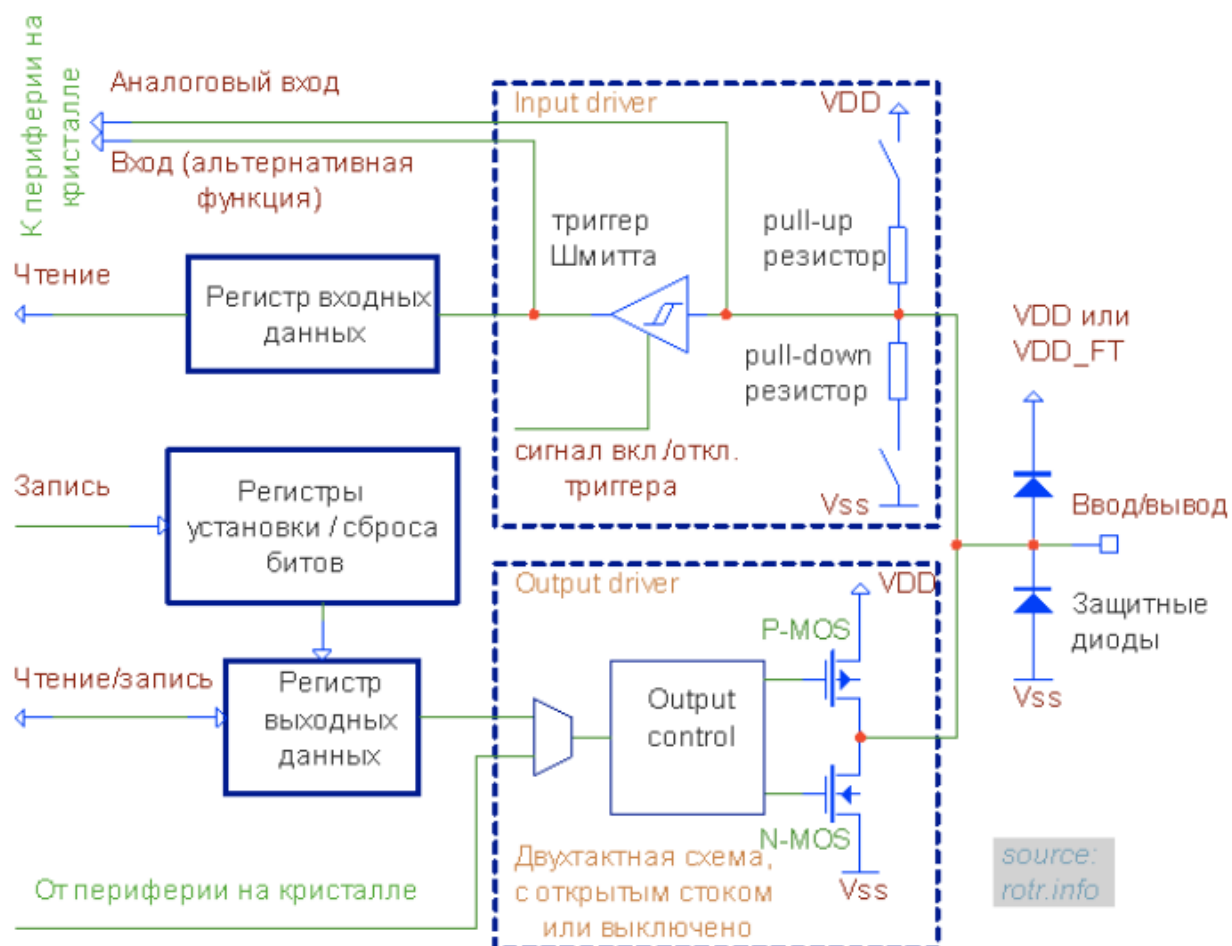 К периферии на
кристалле
Аналоговый вход
Вход (альтернативная
функция)
Чтение
Регистр входных
данных
Input driver
VDD
триггер
Шмитта
pull-up
резистор
pull-down
резистор
сигнал вкл./откл.
триггера
Vss
VDD или
VDD_FT
Ввод/вывод
Защитные
диоды
Vss
Запись
Регистры
установки / сброса
битов
Чтение/запись
Регистр
выходных
данных
От периферии на кристалле
Output driver
VDD
P-MOS
Output
control
N-MOS
Vss
Двухтактная схема,
с открытым стоком
или выключено
source:
rotr.info